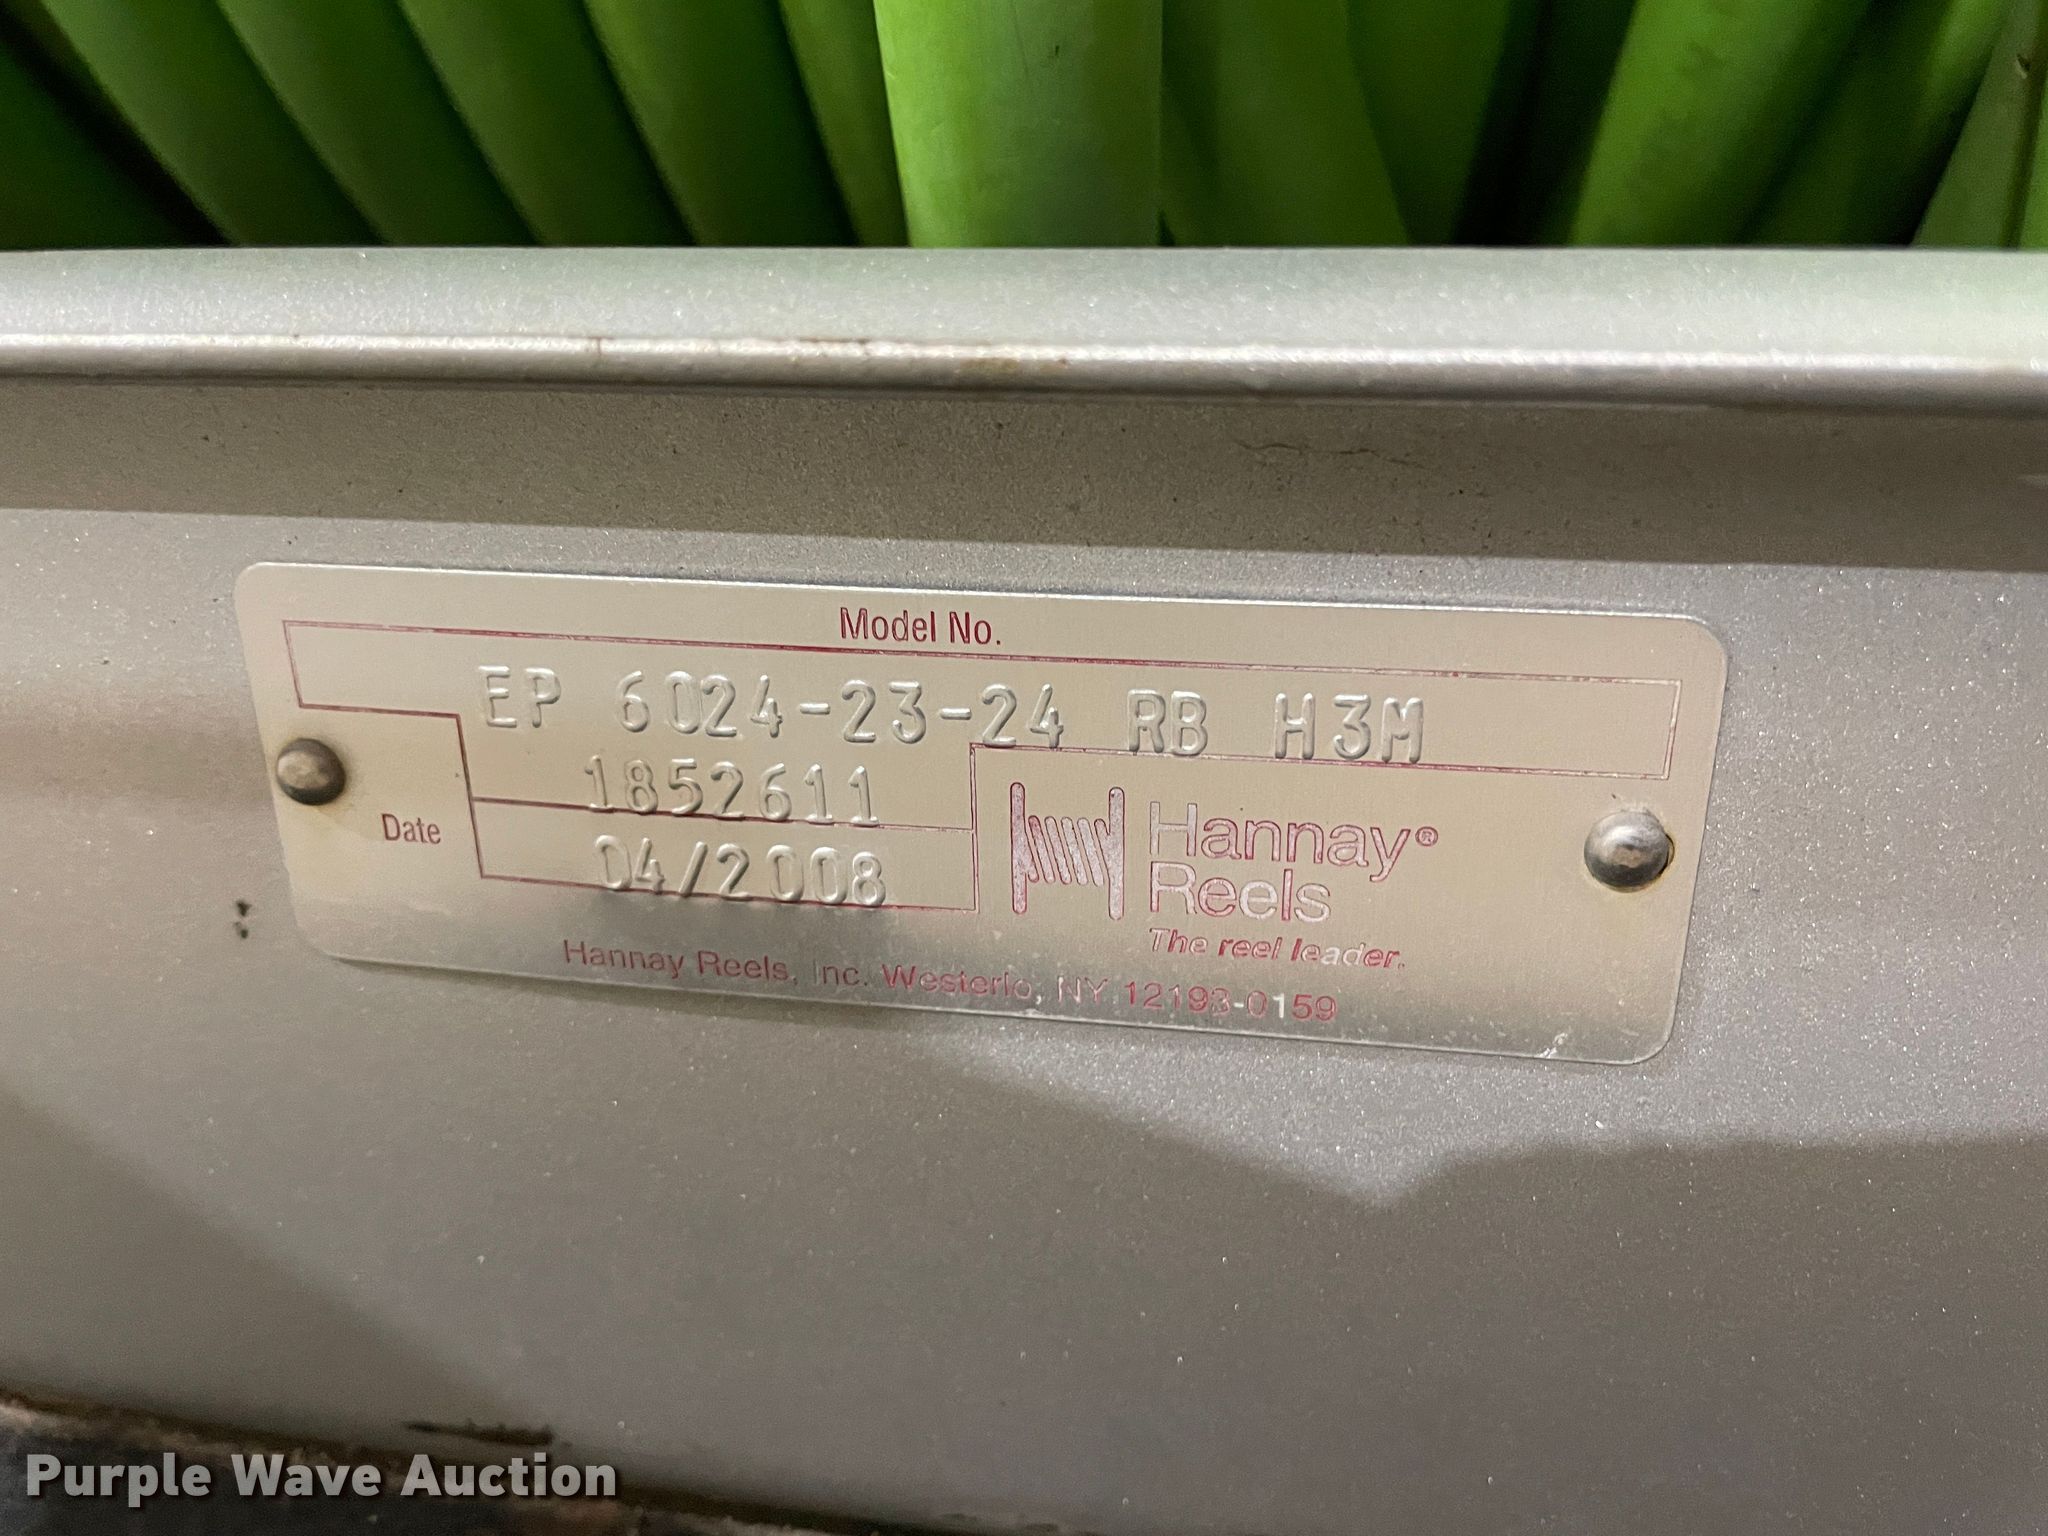 Model No.
EP 6024-23-24 RB H3M
1852611
Date
04/2008
Hannay®
Reels
The reel leader.
Hannay Reels, Inc. Westerlo, NY 12193-0159
Purple Wave Auction